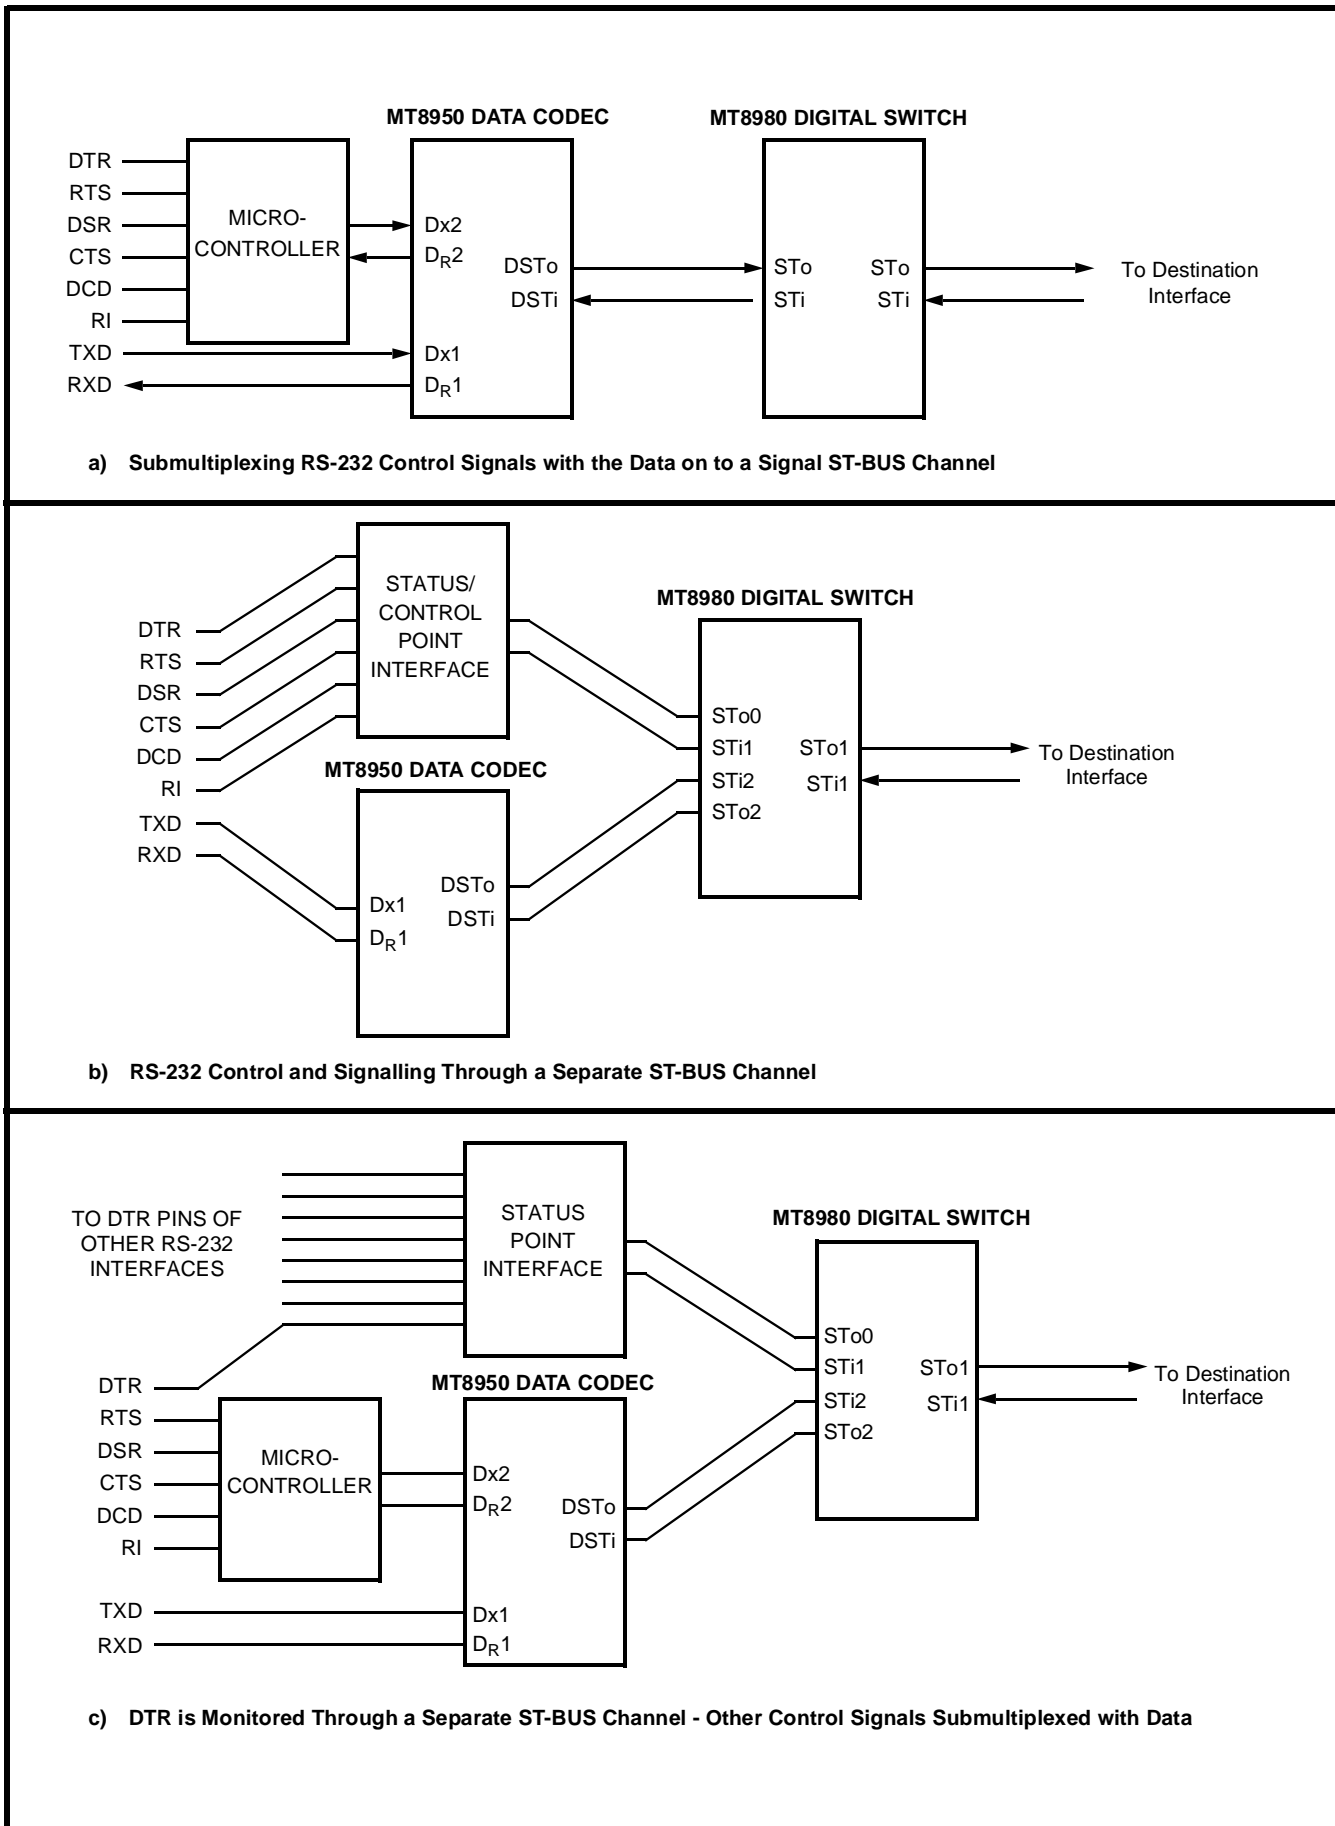 MT8950 DATA CODEC
MT8980 DIGITAL SWITCH
DTR
RTS
DSR
CTS
DCD
RI
TXD
RXD
MICRO-
CONTROLLER
Dx2
DR2
DSTo
DSTi
Dx1
DR1
STo
STi
STo
STi
To Destination
Interface
a) Submultiplexing RS-232 Control Signals with the Data on to a Signal ST-BUS Channel
STATUS/
CONTROL
POINT
INTERFACE
MT8980 DIGITAL SWITCH
DTR
RTS
DSR
CTS
DCD
RI
TXD
RXD
MT8950 DATA CODEC
DSTo
DSTi
Dx1
DR1
STo0
STi1
STi2
STo2
STo1
STi1
To Destination
Interface
b) RS-232 Control and Signalling Through a Separate ST-BUS Channel
TO DTR PINS OF
OTHER RS-232
INTERFACES
STATUS
POINT
INTERFACE
MT8980 DIGITAL SWITCH
DTR
RTS
DSR
CTS
DCD
RI
TXD
RXD
MICRO-
CONTROLLER
MT8950 DATA CODEC
Dx2
DR2
DSTo
DSTi
Dx1
DR1
STo0
STi1
STi2
STo2
STo1
STi1
To Destination
Interface
c) DTR is Monitored Through a Separate ST-BUS Channel - Other Control Signals Submultiplexed with Data